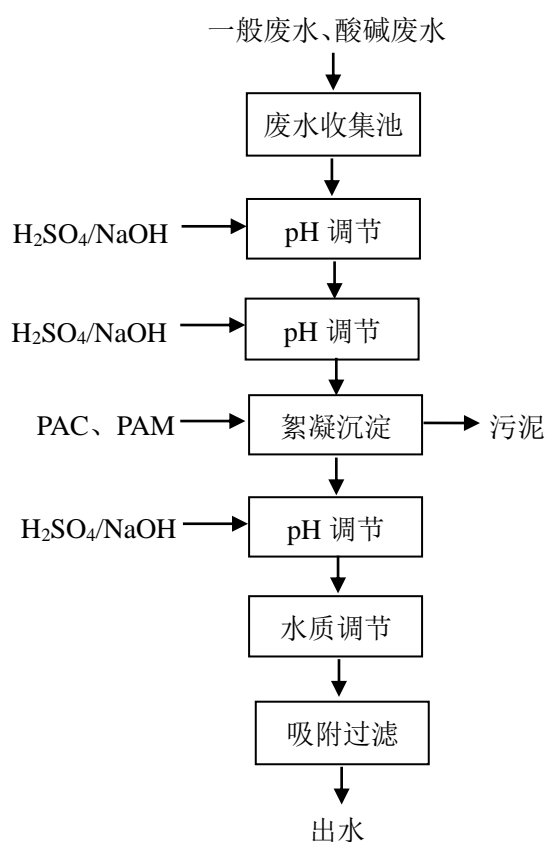 一般废水、酸碱废水
废水收集池
H₂SO₄/NaOH
pH 调节
H₂SO₄/NaOH
pH 调节
PAC、PAM
絮凝沉淀
污泥
H₂SO₄/NaOH
pH 调节
水质调节
吸附过滤
出水